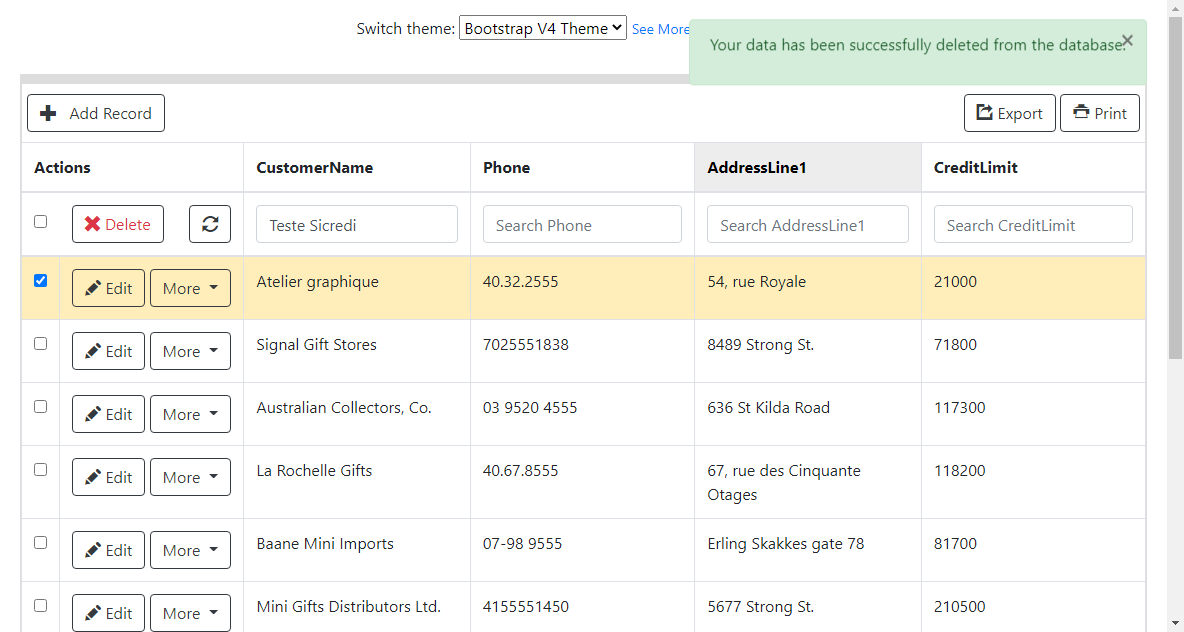 Switch theme: Bootstrap V4 Theme See More
Your data has been successfully deleted from the database. ×
Add Record Export Print
Actions CustomerName Phone AddressLine1 CreditLimit
Delete Teste Sicredi Search Phone Search AddressLine1 Search CreditLimit
Edit More Atelier graphique 40.32.2555 54, rue Royale 21000
Edit More Signal Gift Stores 7025551838 8489 Strong St. 71800
Edit More Australian Collectors, Co. 03 9520 4555 636 St Kilda Road 117300
Edit More La Rochelle Gifts 40.67.8555 67, rue des Cinquante 118200
Otages
Edit More Baane Mini Imports 07-98 9555 Erling Skakkes gate 78 81700
Edit More Mini Gifts Distributors Ltd. 4155551450 5677 Strong St. 210500